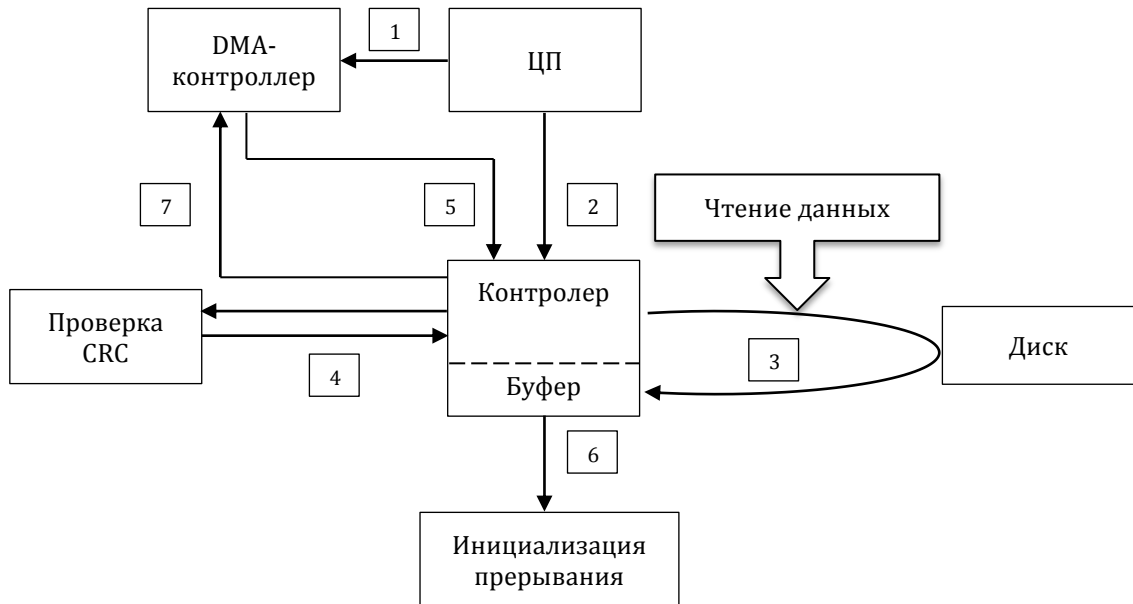 1
DMA-
контроллер
ЦП
7
5
2
Чтение данных
Контролер
Проверка
CRC
Диск
3
4
Буфер
6
Инициализация
прерывания